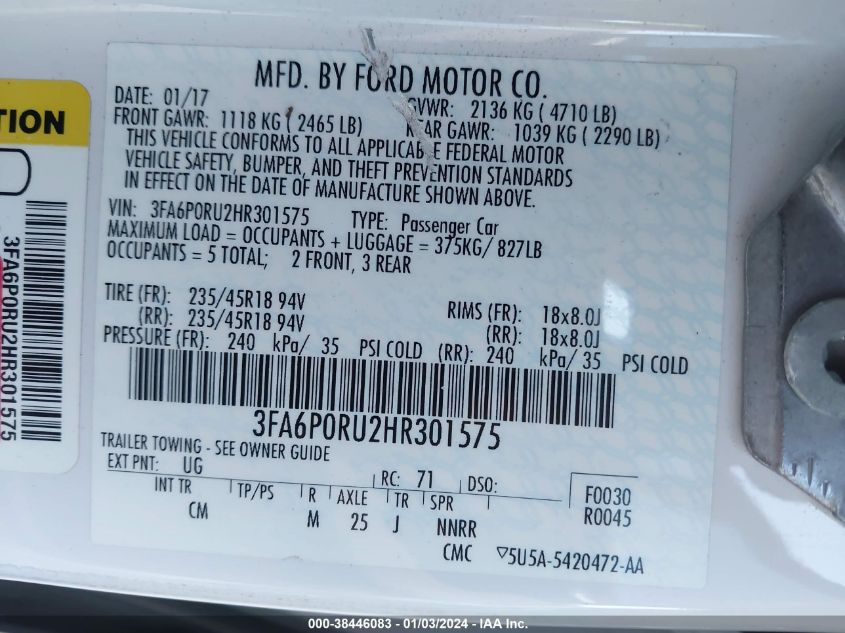 TION
3FA6P0RU2HR301575
MFD. BY FORD MOTOR CO.
DATE: 01/17 GVWR: 2136 KG ( 4710 LB)
FRONT GAWR: 1118 KG ( 2465 LB) REAR GAWR: 1039 KG ( 2290 LB)
THIS VEHICLE CONFORMS TO ALL APPLICABLE FEDERAL MOTOR
VEHICLE SAFETY, BUMPER, AND THEFT PREVENTION STANDARDS
IN EFFECT ON THE DATE OF MANUFACTURE SHOWN ABOVE.
VIN: 3FA6P0RU2HR301575 TYPE: Passenger Car
MAXIMUM LOAD = OCCUPANTS + LUGGAGE = 375KG/ 827LB
OCCUPANTS = 5 TOTAL; 2 FRONT, 3 REAR
TIRE (FR): 235/45R18 94V RIMS (FR): 18x8.0J
(RR): 235/45R18 94V (RR): 18x8.0J
PRESSURE (FR): 240 kPa/ 35 PSI COLD (RR): 240 kPa/ 35 PSI COLD
3FA6P0RU2HR301575
TRAILER TOWING - SEE OWNER GUIDE
EXT PNT: UG RC: 71 DSO: F0030
INT TR TP/PS R AXLE TR SPR R0045
CM M 25 J NNRR
CMC ▽5U5A-5420472-AA
000-38446083 - 01/03/2024 - IAA Inc.